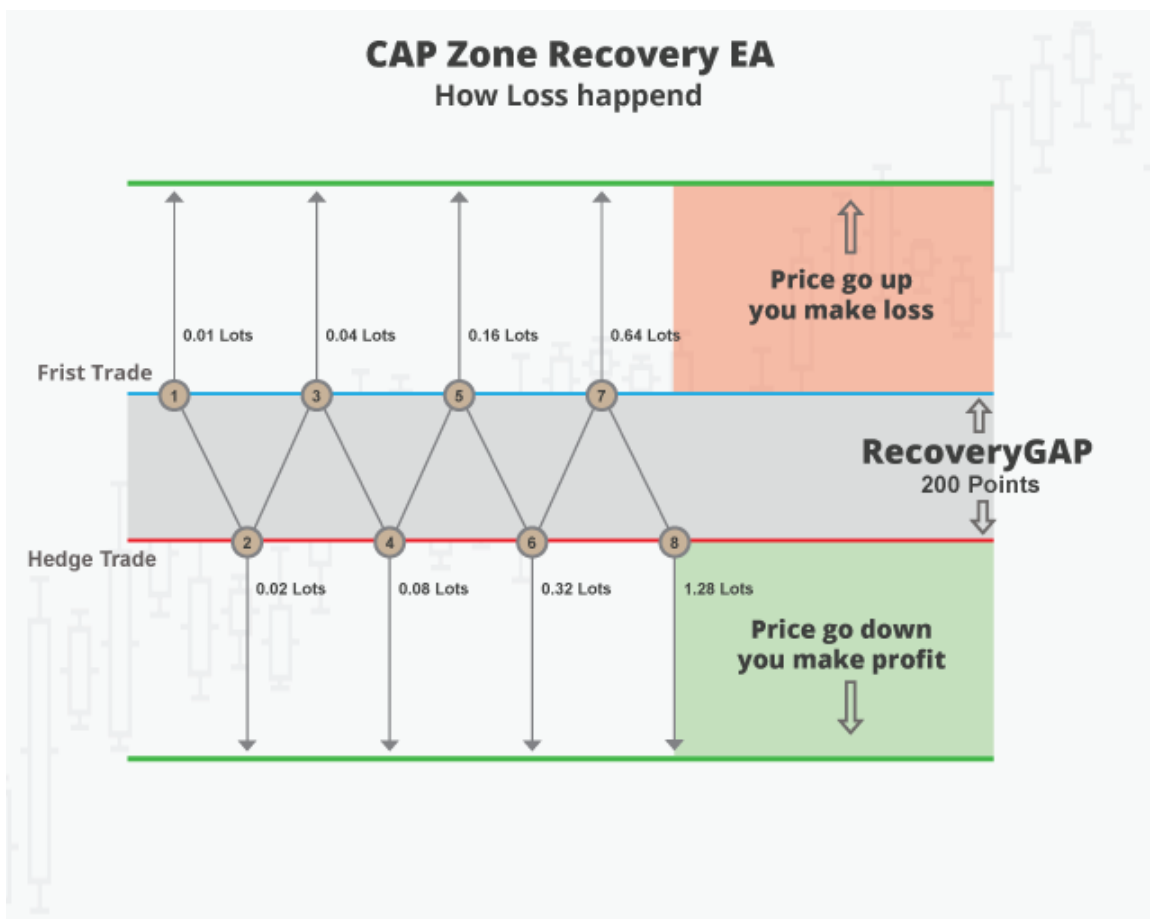 CAP Zone Recovery EA
How Loss happend
Price go up
you make loss
0.01 Lots
0.04 Lots
0.16 Lots
0.64 Lots
Frist Trade
1
3
5
7
RecoveryGAP
200 Points
2
4
6
8
Hedge Trade
0.02 Lots
0.08 Lots
0.32 Lots
1.28 Lots
Price go down
you make profit